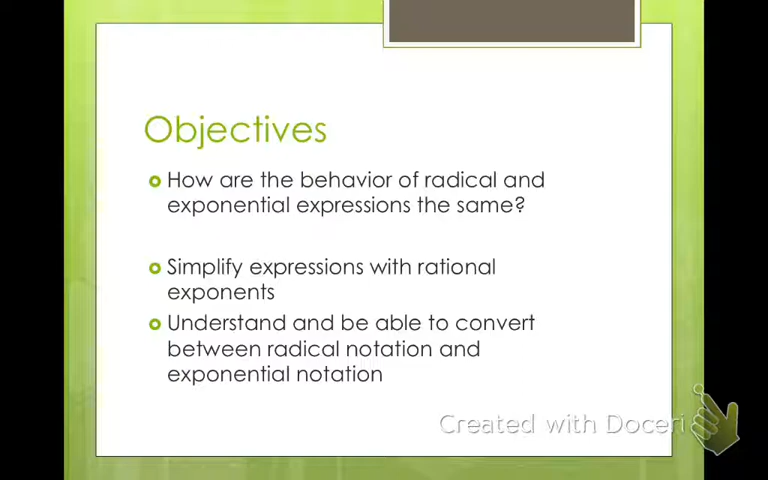 Objectives
How are the behavior of radical and
exponential expressions the same?
Simplify expressions with rational
exponents
Understand and be able to convert
between radical notation and
exponential notation
Created with Doceri